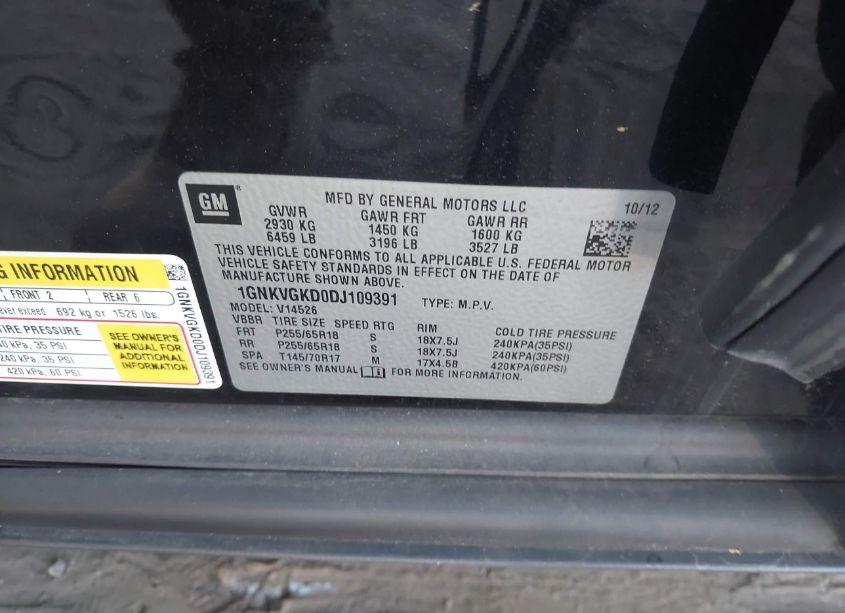 GM
MFD BY GENERAL MOTORS LLC
10/12
GVWR GAWR FRT GAWR RR
2930 KG 1450 KG 1600 KG
6459 LB 3196 LB 3527 LB
THIS VEHICLE CONFORMS TO ALL APPLICABLE U.S. FEDERAL MOTOR
VEHICLE SAFETY STANDARDS IN EFFECT ON THE DATE OF
MANUFACTURE SHOWN ABOVE.
1GNKVGKD0DJ109391 TYPE: M.P.V.
MODEL: V14526
VBBR TIRE SIZE SPEED RTG RIM COLD TIRE PRESSURE
FRT P255/65R18 S 18X7.5J 240KPA(35PSI)
RR P255/65R18 S 18X7.5J 240KPA(35PSI)
SPA T145/70R17 M 17X4.5B 420KPA(60PSI)
SEE OWNER'S MANUAL FOR MORE INFORMATION.
INFORMATION
FRONT 2 REAR 6
exceed 692 kg or 1526 lbs.
TIRE PRESSURE
kPa, 35 PSI
240 kPa, 35 PSI
420 kPa, 60 PSI
SEE OWNER'S
MANUAL FOR
ADDITIONAL
INFORMATION
1GNKVGKD0DJ109391